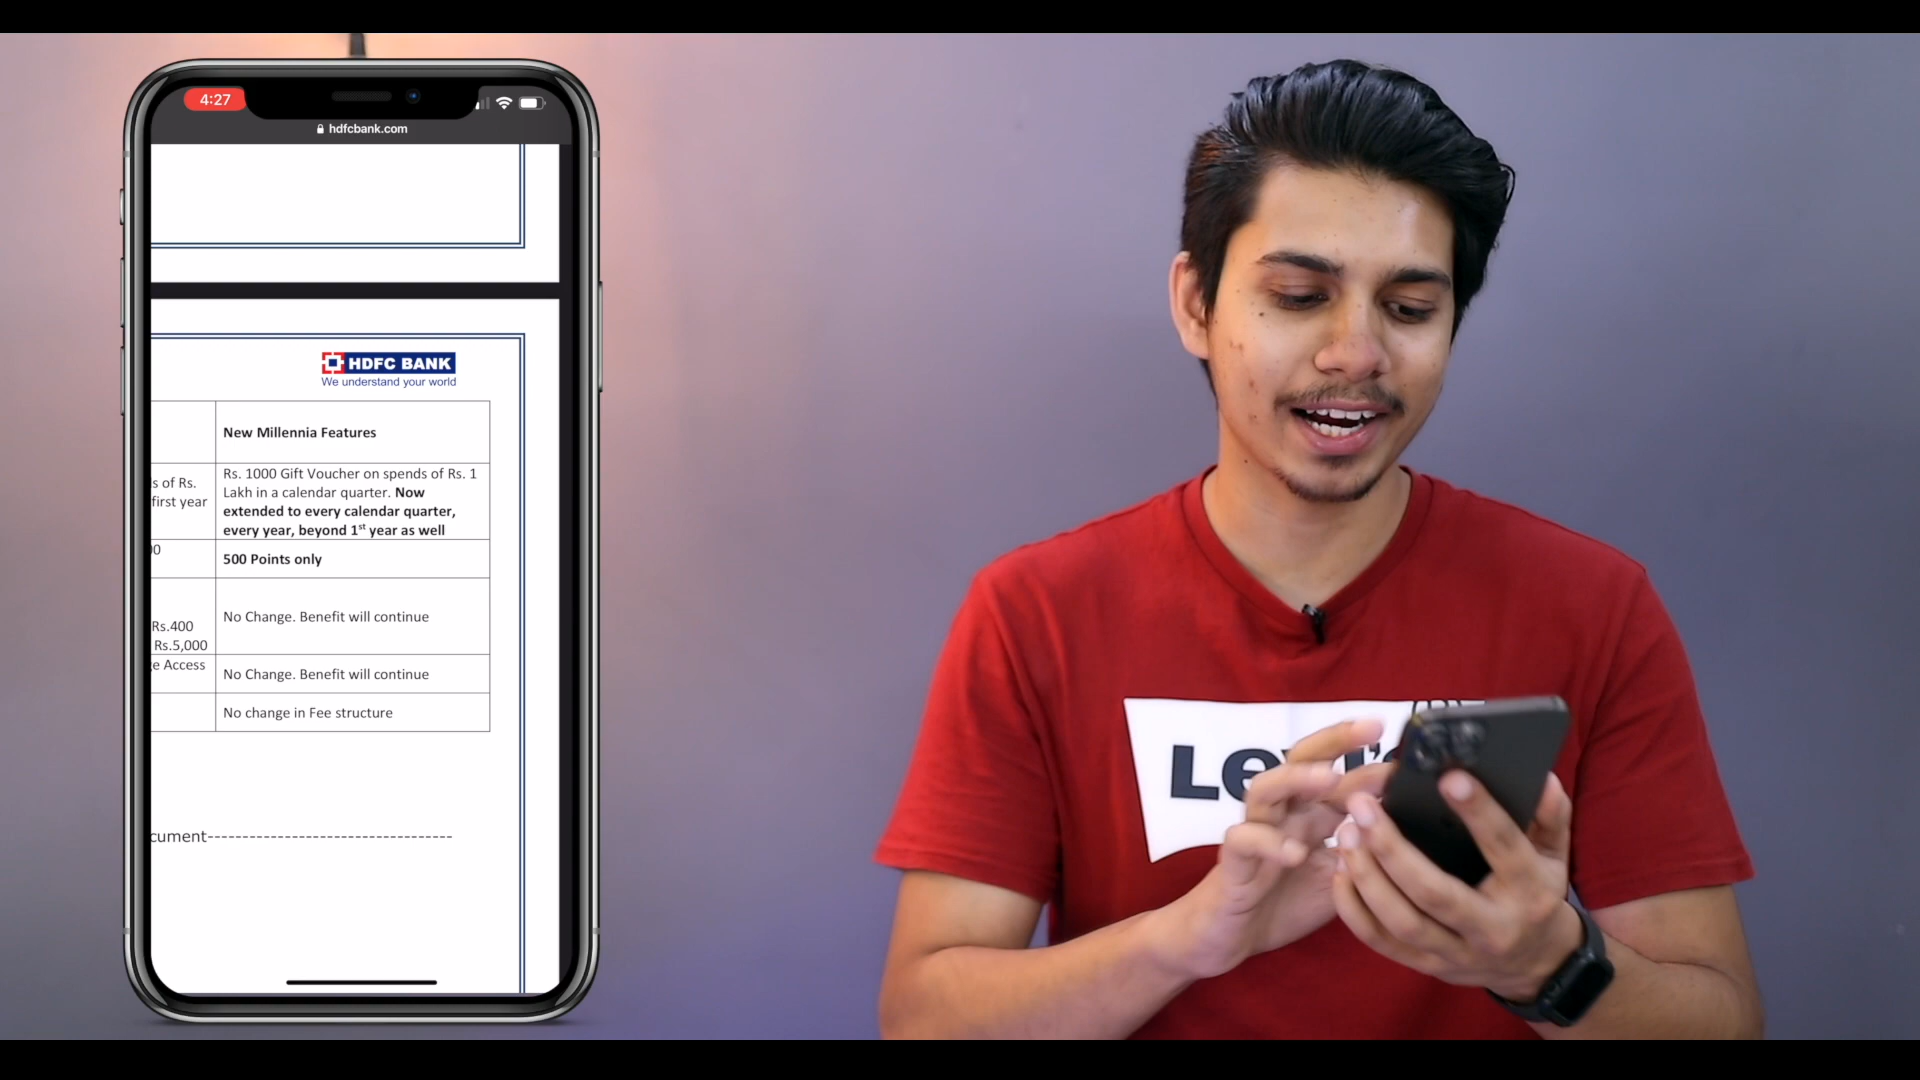 4:27
hdfcbank.com
HDFC BANK
We understand your world
New Millennia Features
s of Rs.
first year
Rs. 1000 Gift Voucher on spends of Rs. 1
Lakh in a calendar quarter. Now
extended to every calendar quarter,
every year, beyond 1st year as well
00
500 Points only
Rs.400
Rs.5,000
No Change. Benefit will continue
e Access
No Change. Benefit will continue
No change in Fee structure
cument----------------------------------
Levi's